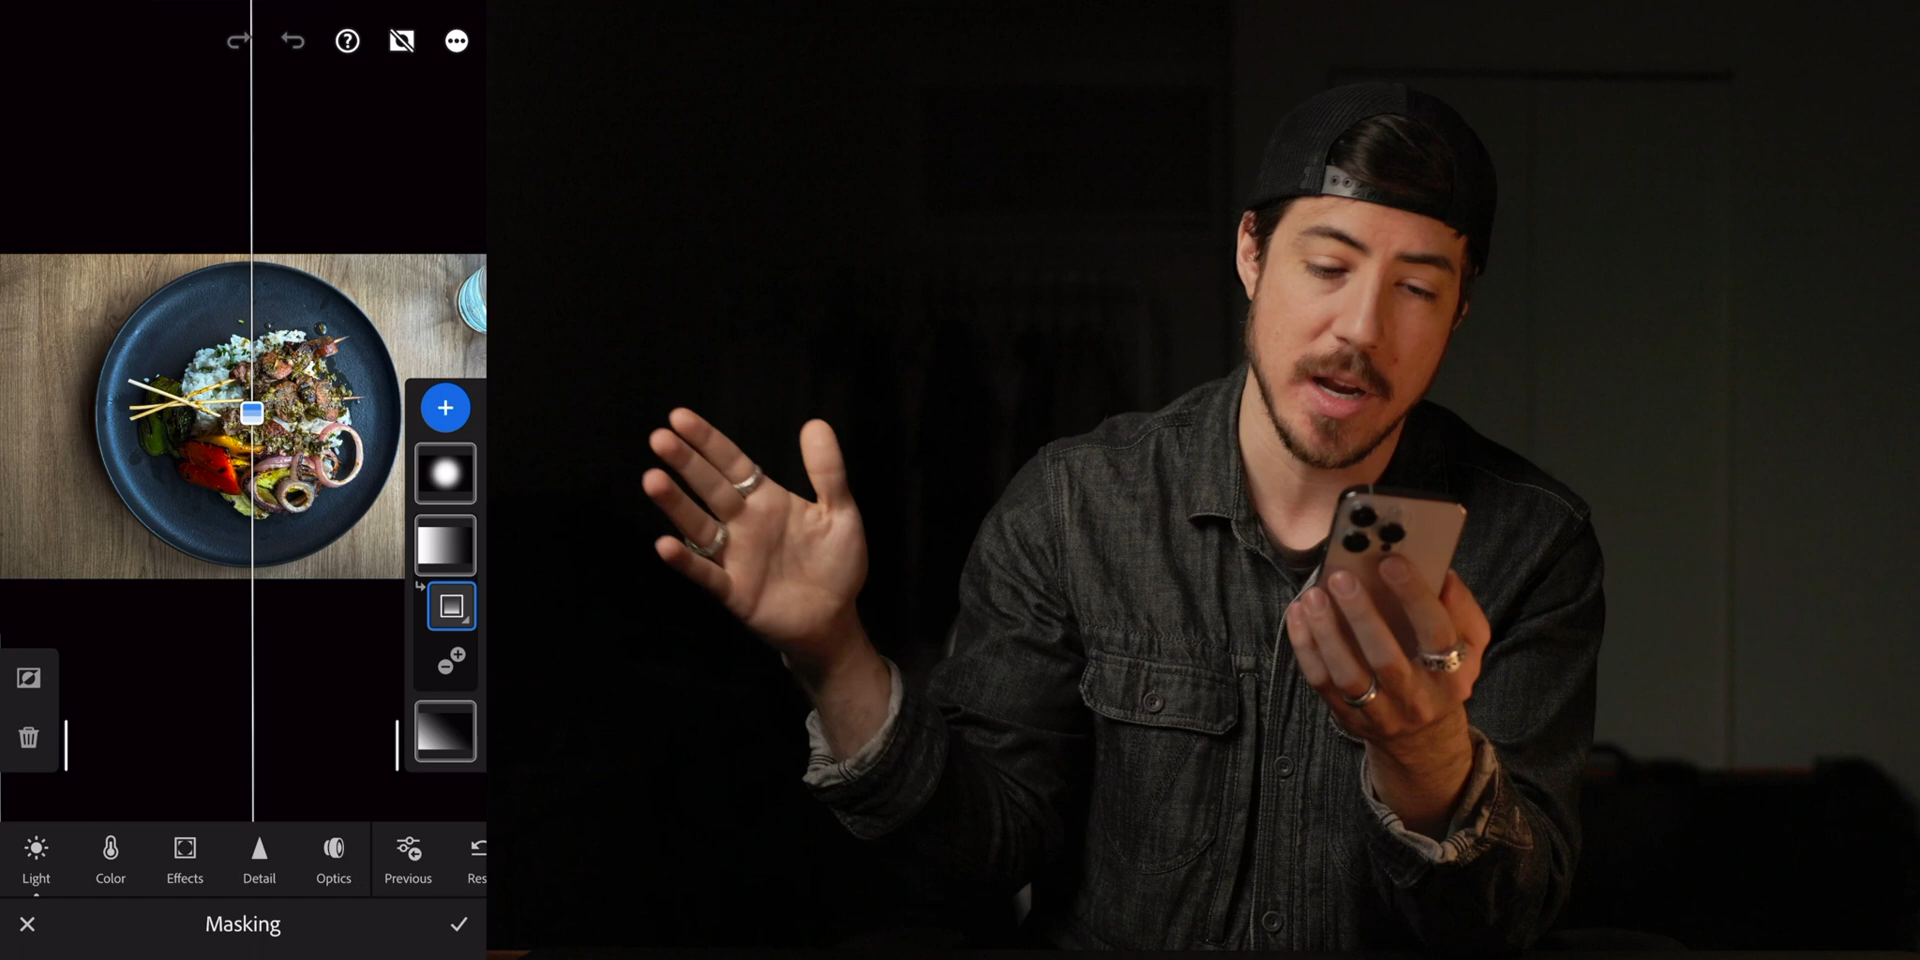 Light
Color
Effects
Detail
Optics
Previous
Res
Masking